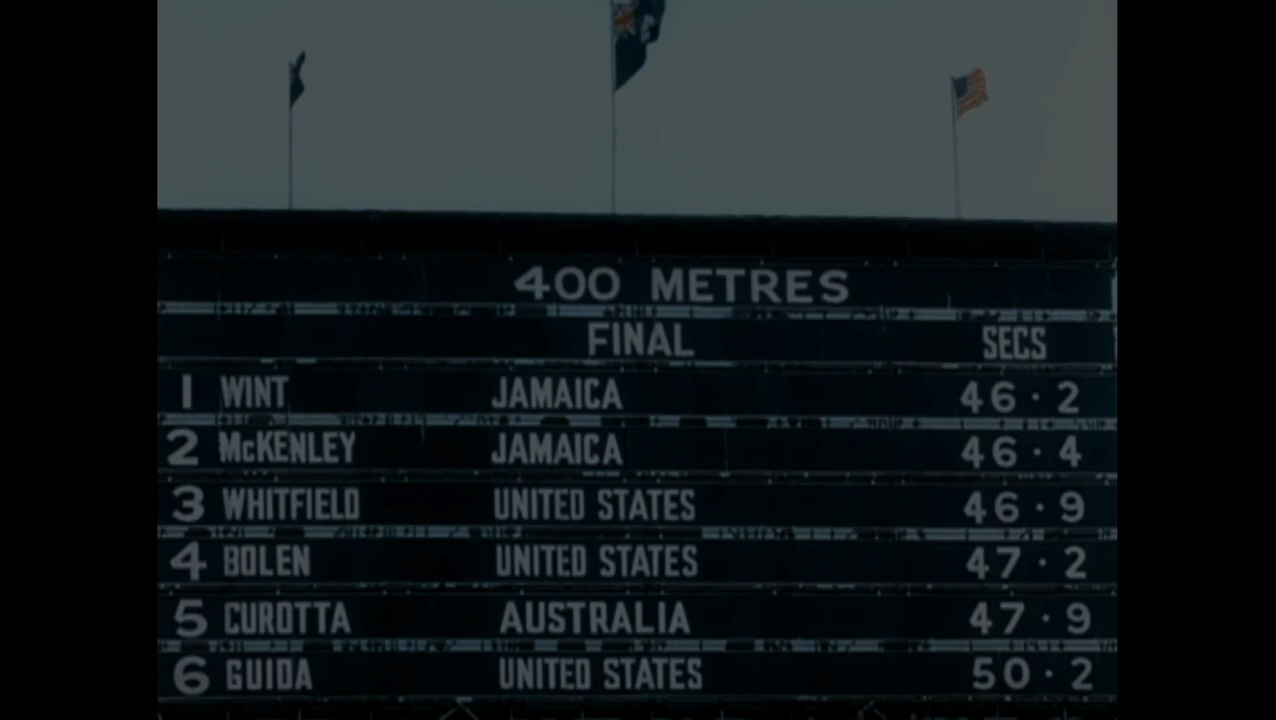 400 METRES
FINAL SECS
1 WINT JAMAICA 46·2
2 McKENLEY JAMAICA 46·4
3 WHITFIELD UNITED STATES 46·9
4 BOLEN UNITED STATES 47·2
5 CUROTTA AUSTRALIA 47·9
6 GUIDA UNITED STATES 50·2